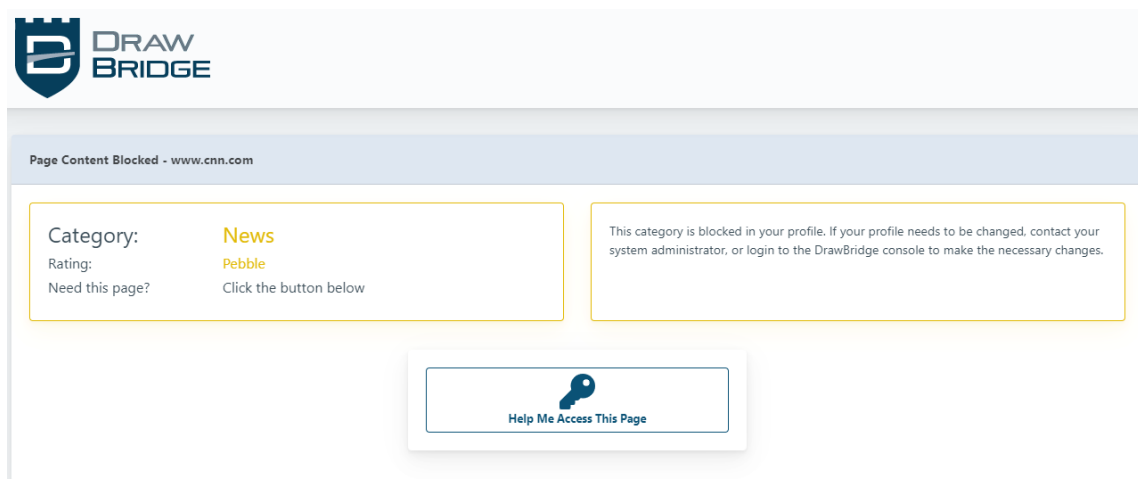 DRAW
BRIDGE
Page Content Blocked - www.cnn.com
Category: News
Rating: Pebble
Need this page? Click the button below
This category is blocked in your profile. If your profile needs to be changed, contact your
system administrator, or login to the DrawBridge console to make the necessary changes.
Help Me Access This Page